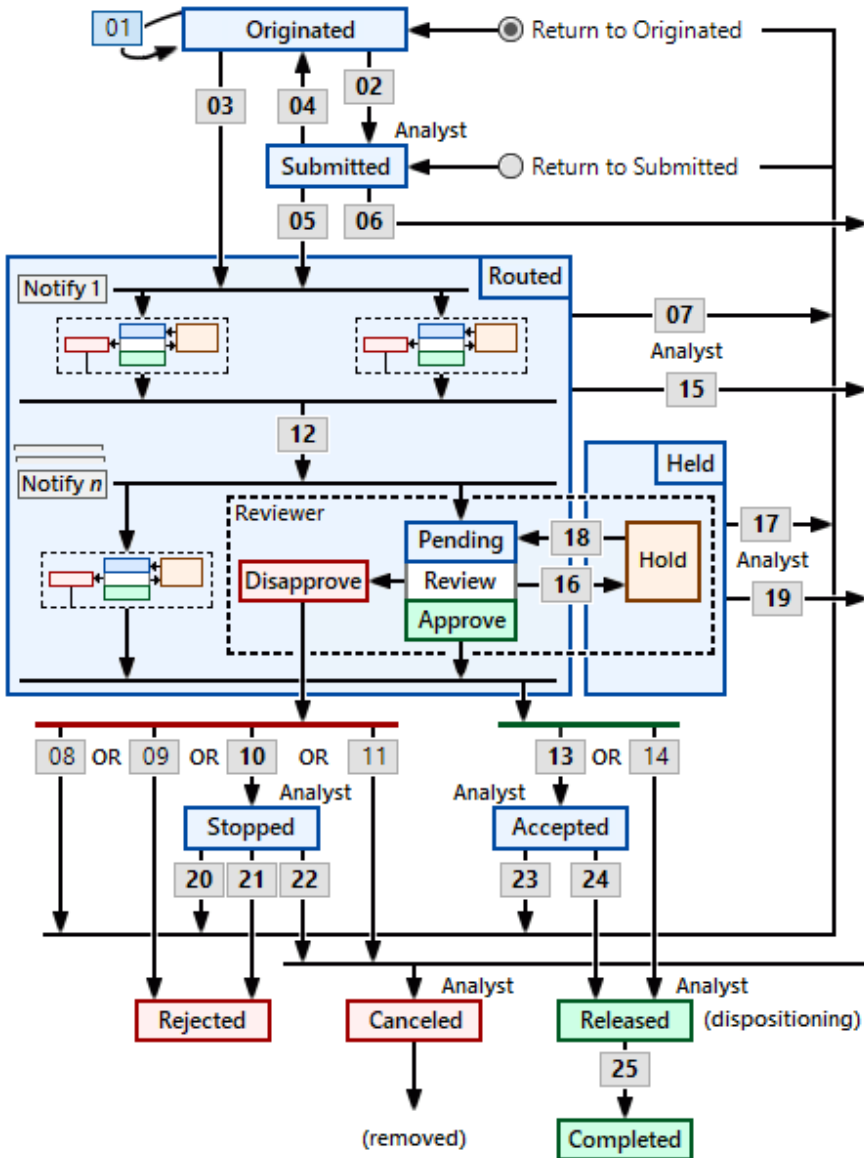 01
Originated
Return to Originated
03
04
02
Analyst
Submitted
Return to Submitted
05
06
Routed
Notify 1
07
Analyst
15
12
Notify n
Held
Reviewer
Pending
18
Hold
17
Analyst
Disapprove
Review
16
19
Approve
08 OR 09 OR 10 OR 11
13 OR 14
Analyst
Analyst
Stopped
Accepted
20
21
22
23
24
Analyst
Analyst
Rejected
Canceled
Released
(dispositioning)
25
(removed)
Completed